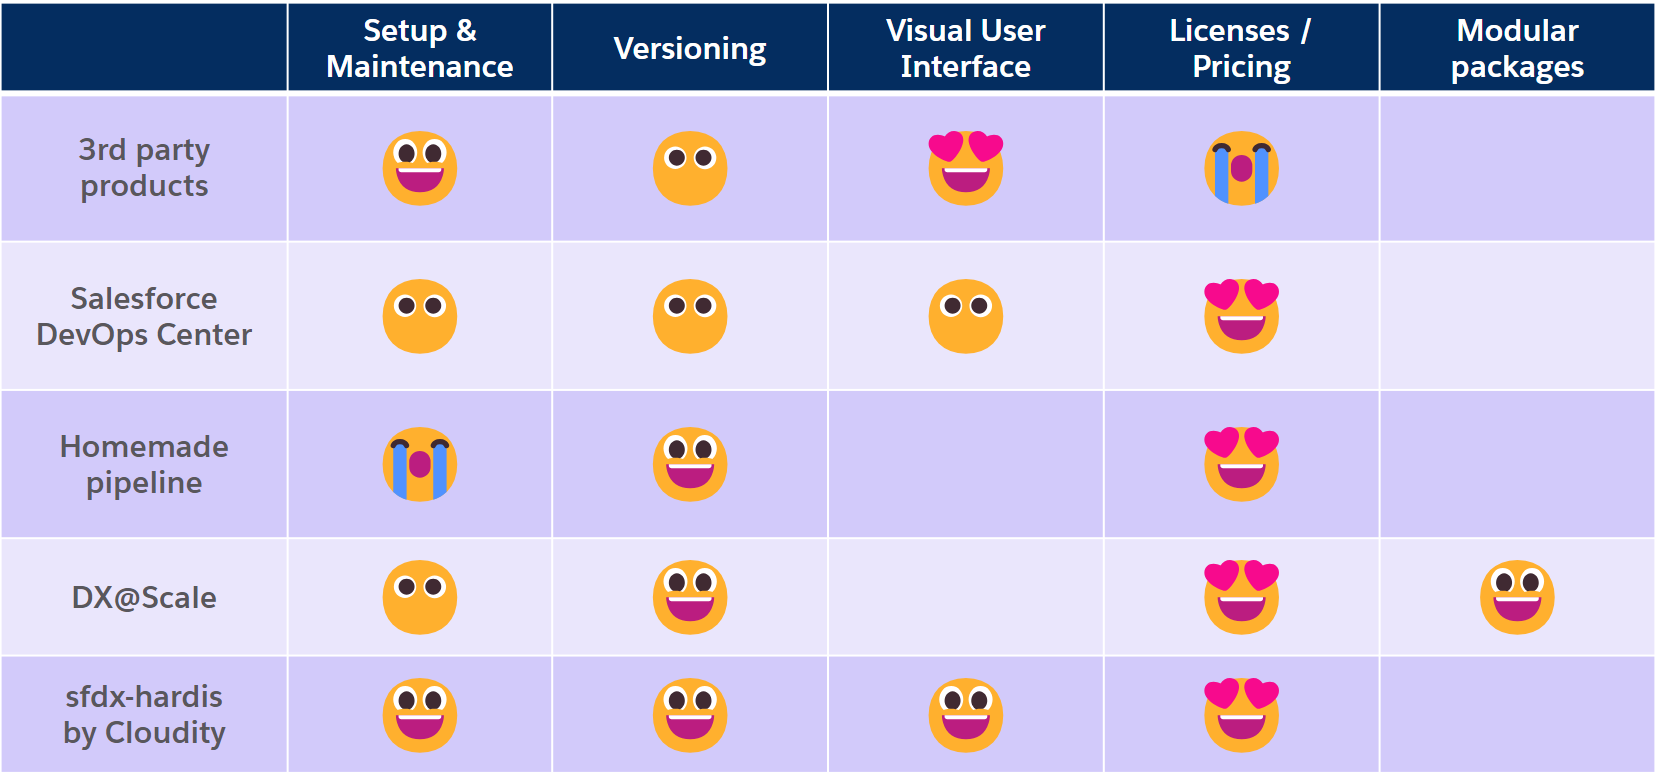 Setup &
Maintenance
Versioning
Visual User
Interface
Licenses /
Pricing
Modular
packages
3rd party
products
Salesforce
DevOps Center
Homemade
pipeline
DX@Scale
sfdx-hardis
by Cloudity